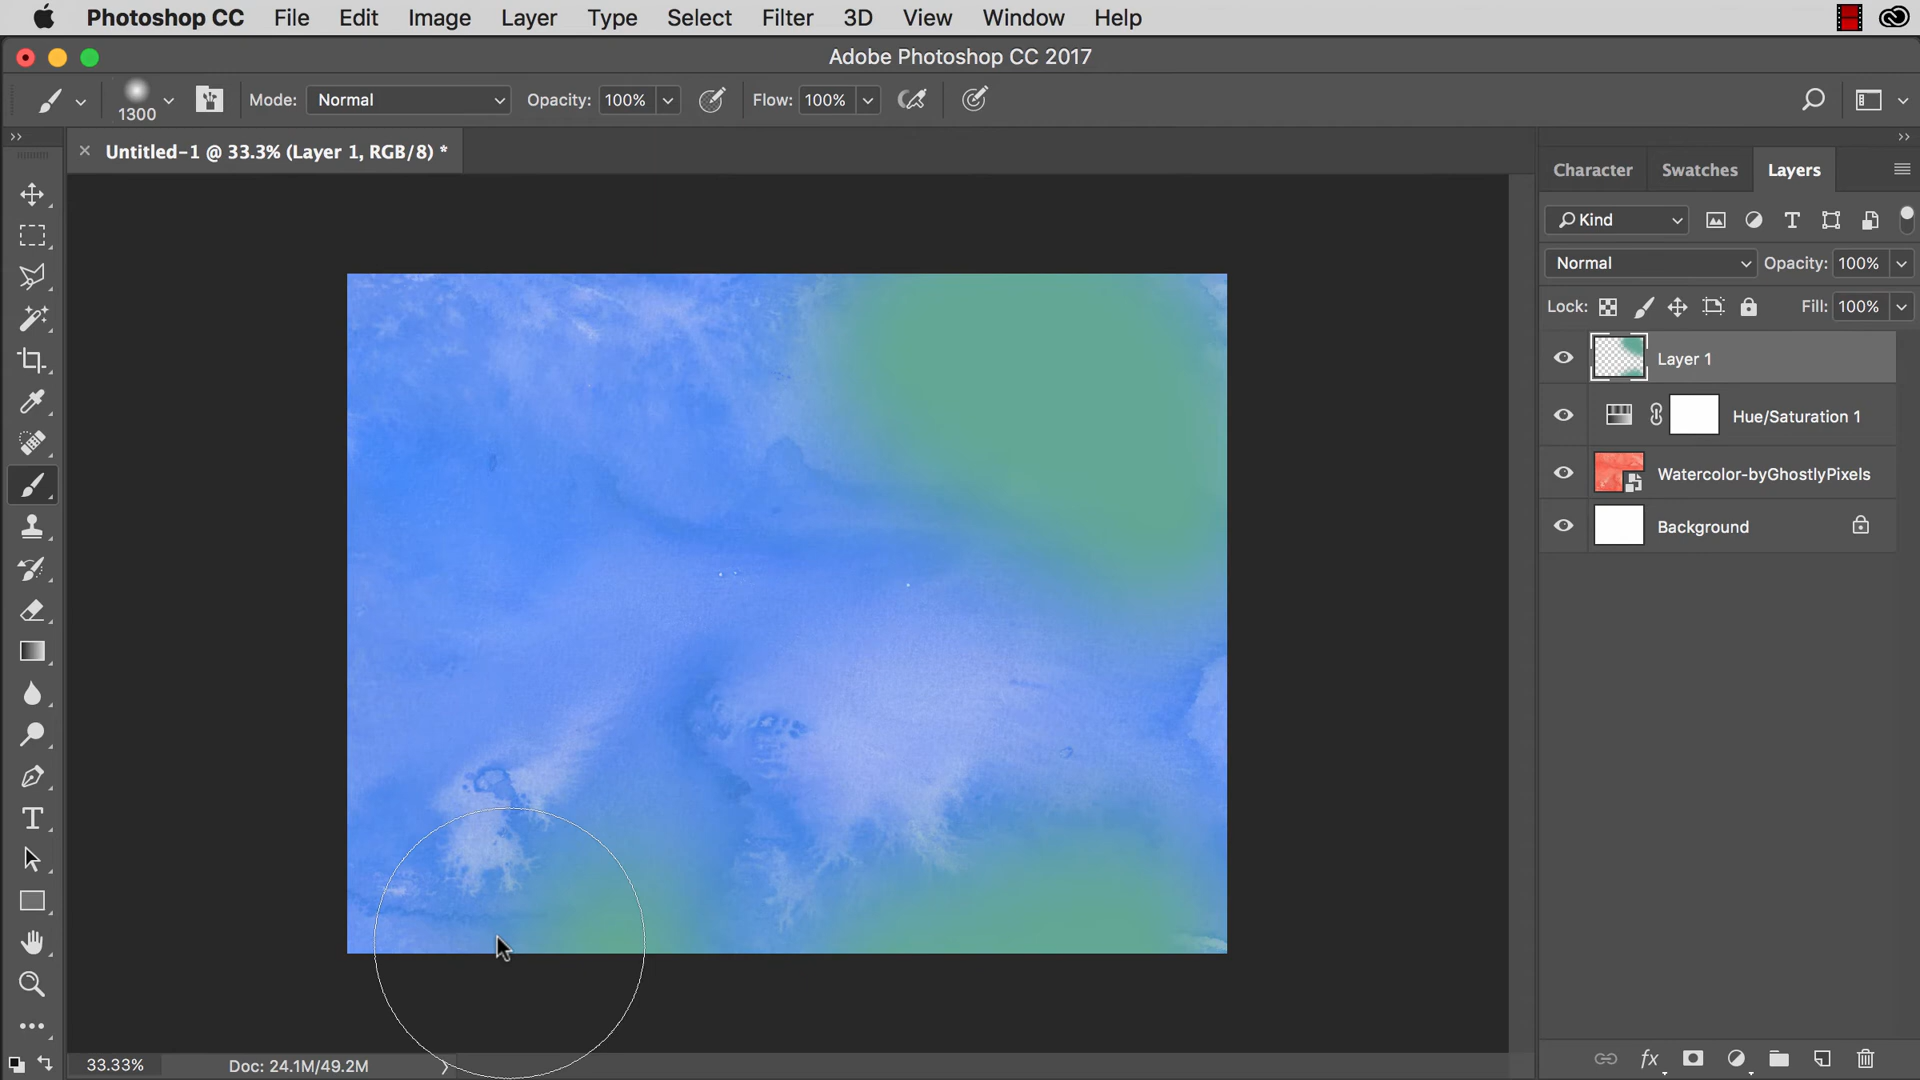 Photoshop CC File Edit Image Layer Type Select Filter 3D View Window Help
Adobe Photoshop CC 2017
1300 Mode: Normal Opacity: 100% Flow: 100%
Untitled-1 @ 33.3% (Layer 1, RGB/8) *
Character Swatches Layers
Kind
Normal Opacity: 100%
Lock: Fill: 100%
Layer 1
Hue/Saturation 1
Watercolor-byGhostlyPixels
Background
fx
33.33% Doc: 24.1M/49.2M